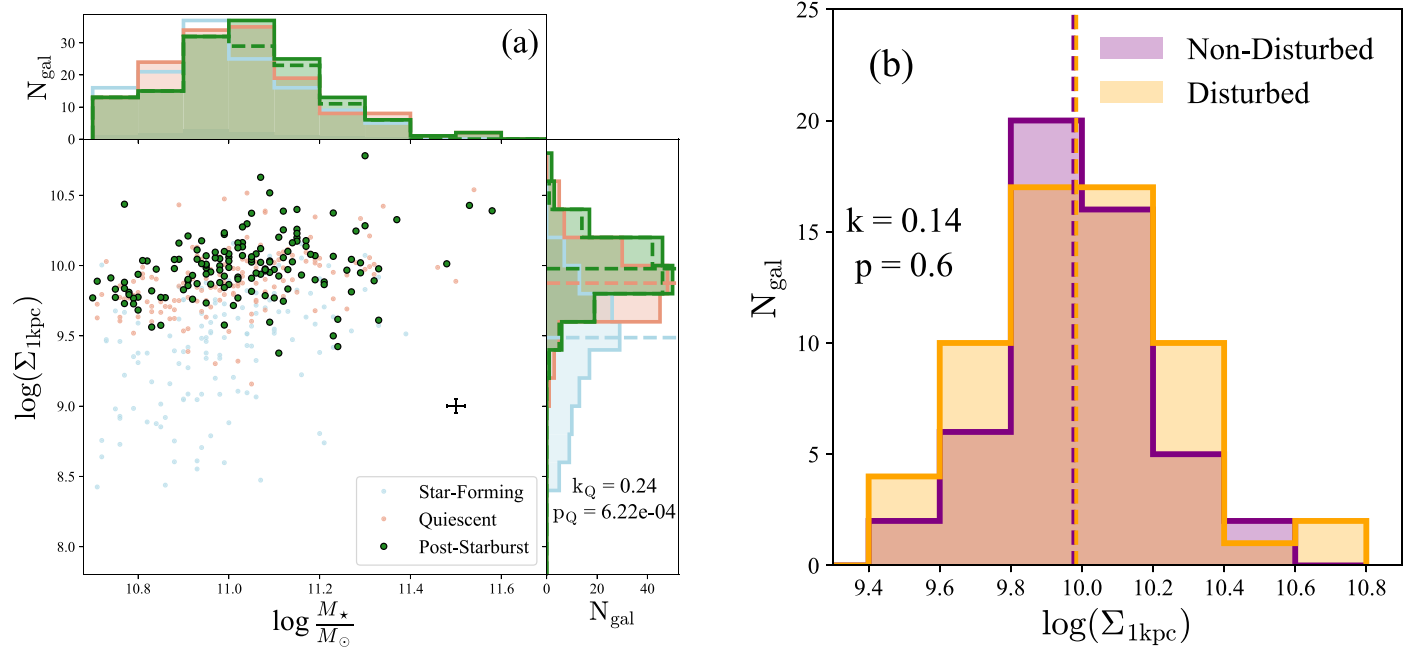 (a)
N_gal
30
20
10
0
log(Σ_1kpc)
10.5
10.0
9.5
9.0
8.5
8.0
Star-Forming
Quiescent
Post-Starburst
k_Q = 0.24
p_Q = 6.22e-04
10.8 11.0 11.2 11.4 11.6
0 20 40
log M⋆/M⊙
N_gal
(b)
Non-Disturbed
Disturbed
k = 0.14
p = 0.6
N_gal
25
20
15
10
5
0
9.4 9.6 9.8 10.0 10.2 10.4 10.6 10.8
log(Σ_1kpc)